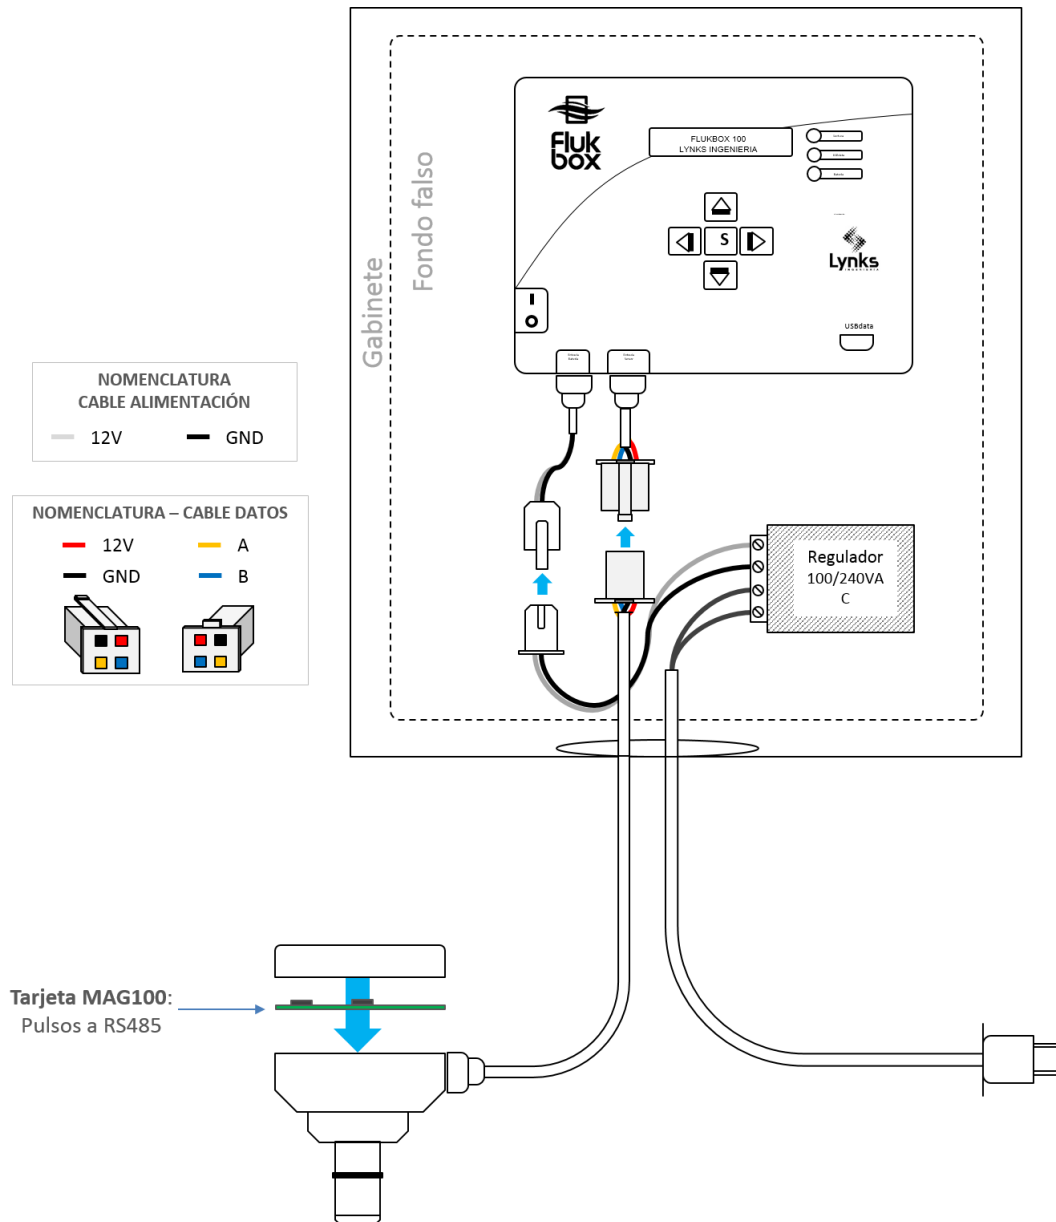 Fluk
box
FLUKBOX 100
LYNKS INGENIERIA
S
Lynks
INGENIERIA
USBdata
Gabinete
Fondo falso
NOMENCLATURA
CABLE ALIMENTACIÓN
12V
GND
NOMENCLATURA – CABLE DATOS
12V
A
GND
B
Regulador
100/240VA
C
Tarjeta MAG100:
Pulsos a RS485